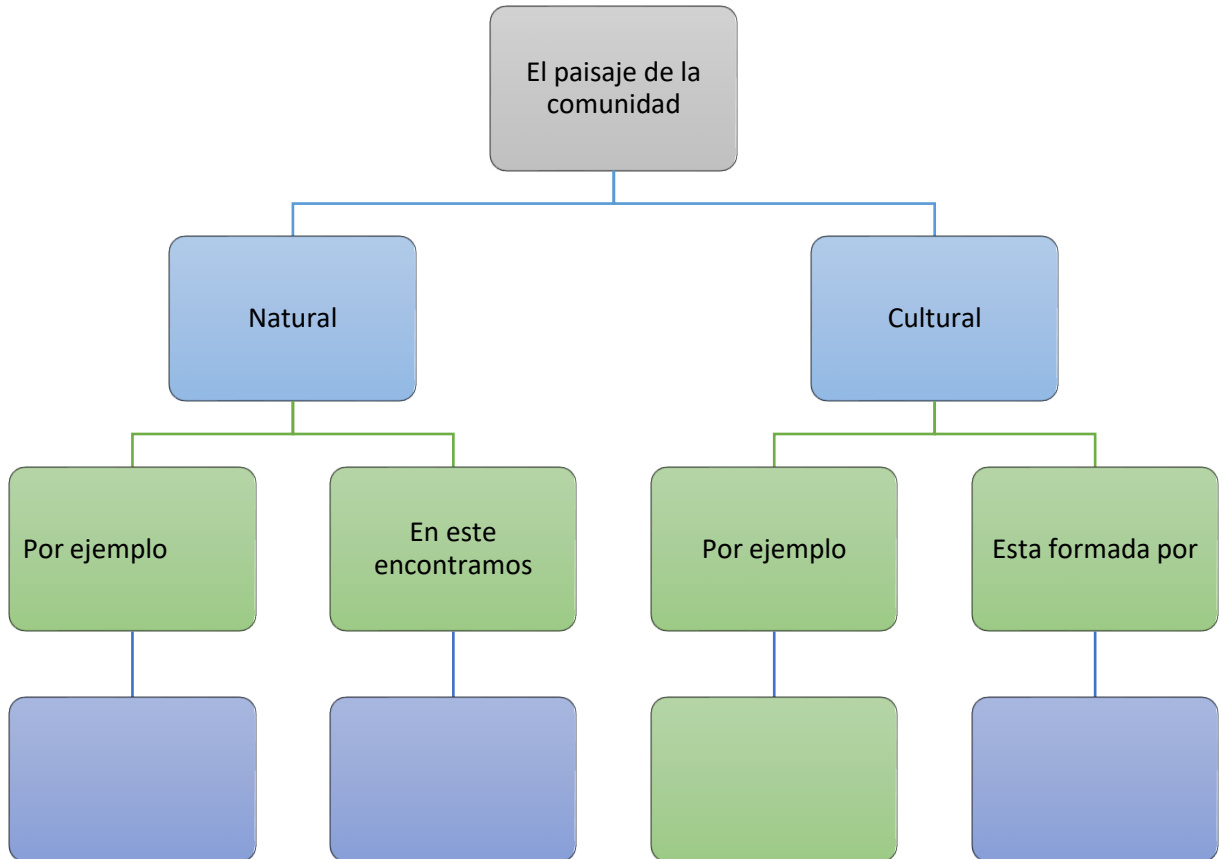 El paisaje de la
comunidad
Natural
Cultural
Por ejemplo
En este
encontramos
Por ejemplo
Esta formada por